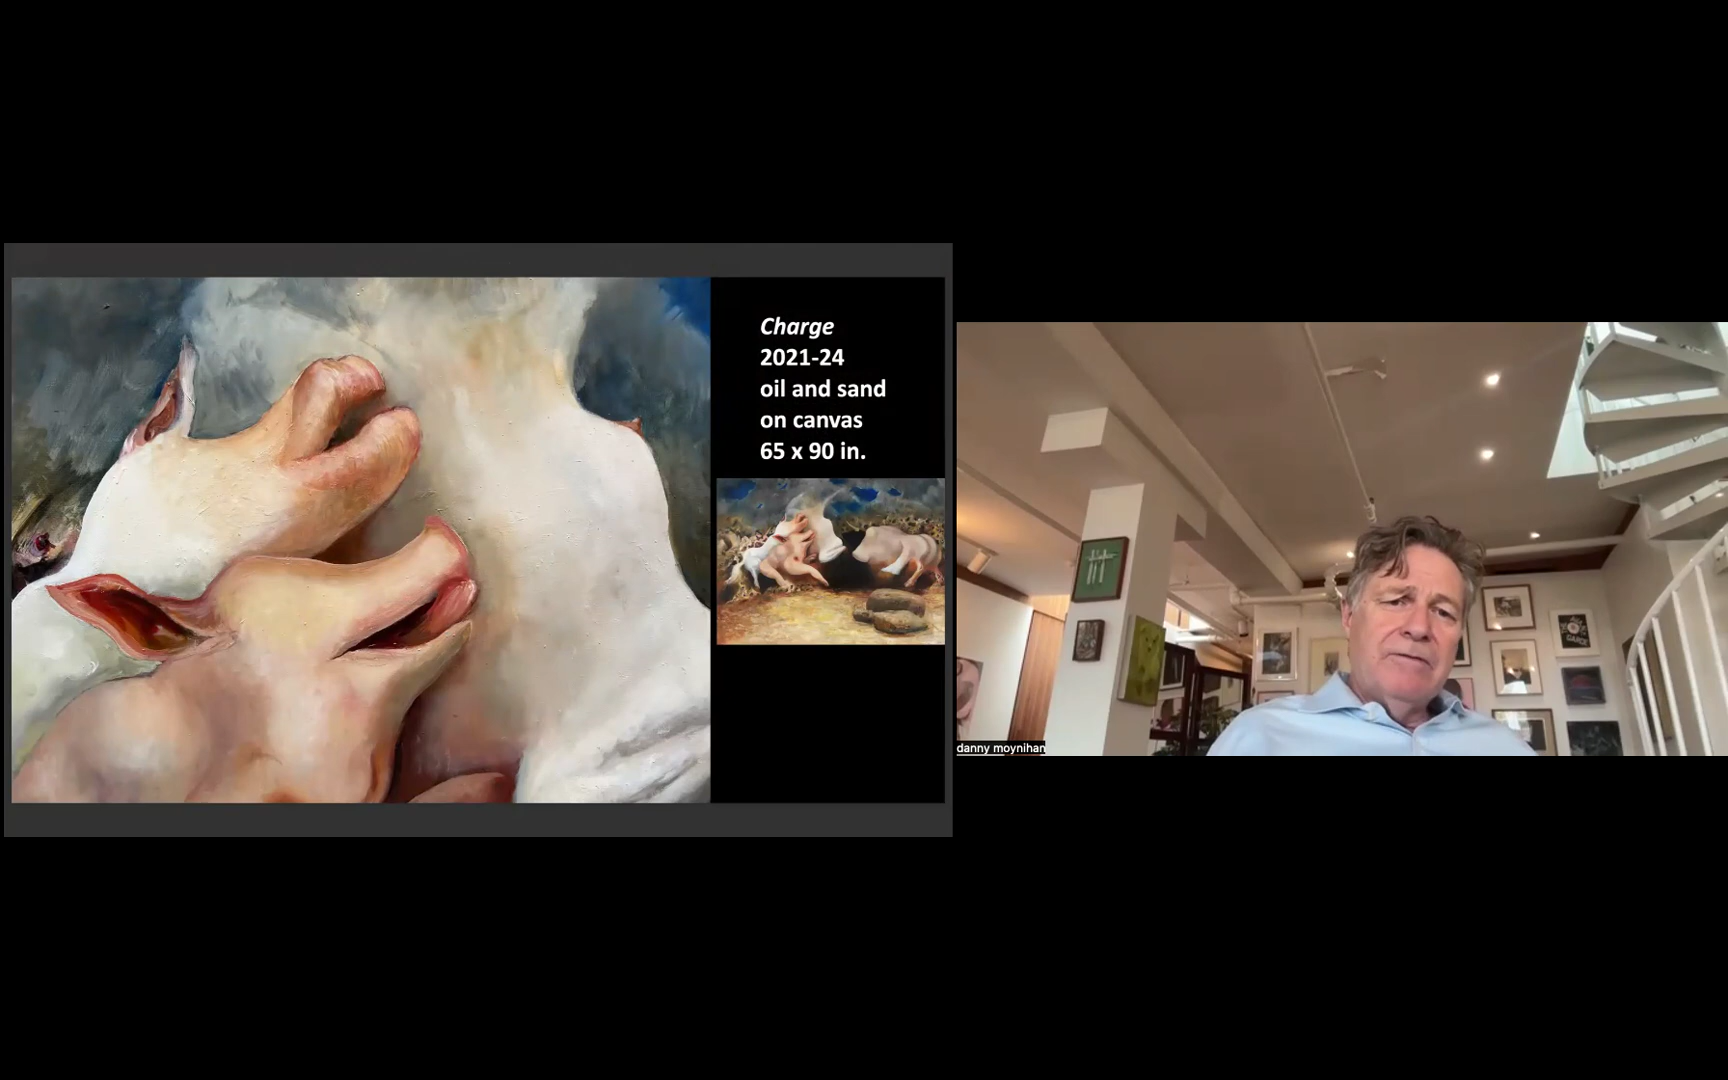 Charge
2021-24
oil and sand
on canvas
65 x 90 in.
danny moynihan